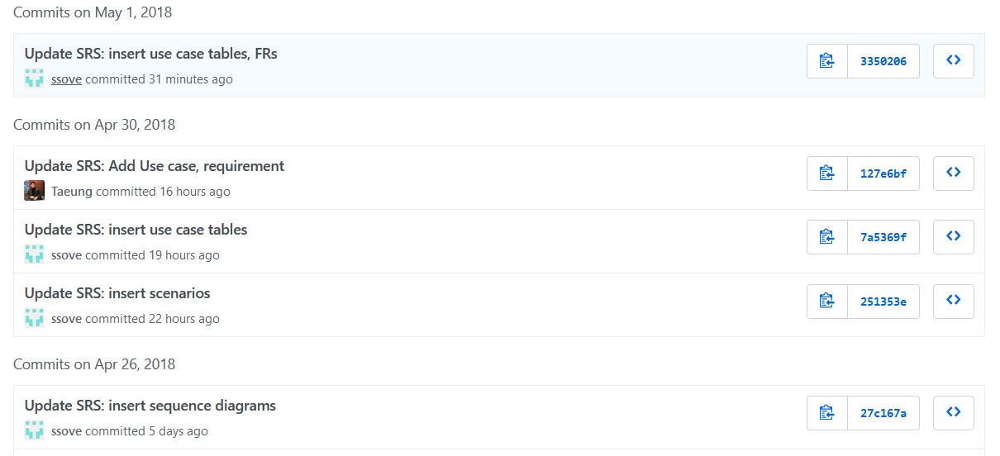 Commits on May 1, 2018
Update SRS: insert use case tables, FRs
3350206
ssove committed 31 minutes ago
Commits on Apr 30, 2018
Update SRS: Add Use case, requirement
127e6bf
Taeung committed 16 hours ago
Update SRS: insert use case tables
7a5369f
ssove committed 19 hours ago
Update SRS: insert scenarios
251353e
ssove committed 22 hours ago
Commits on Apr 26, 2018
Update SRS: insert sequence diagrams
27c167a
ssove committed 5 days ago